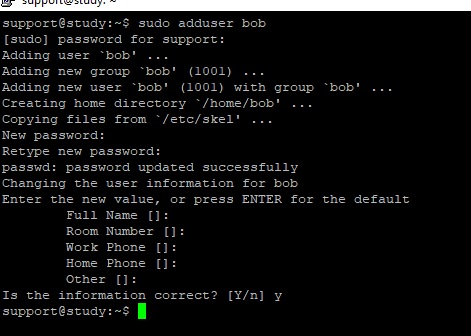 support@study: ~
support@study:~$ sudo adduser bob
[sudo] password for support:
Adding user `bob' ...
Adding new group `bob' (1001) ...
Adding new user `bob' (1001) with group `bob' ...
Creating home directory `/home/bob' ...
Copying files from `/etc/skel' ...
New password:
Retype new password:
passwd: password updated successfully
Changing the user information for bob
Enter the new value, or press ENTER for the default
Full Name []:
Room Number []:
Work Phone []:
Home Phone []:
Other []:
Is the information correct? [Y/n] y
support@study:~$